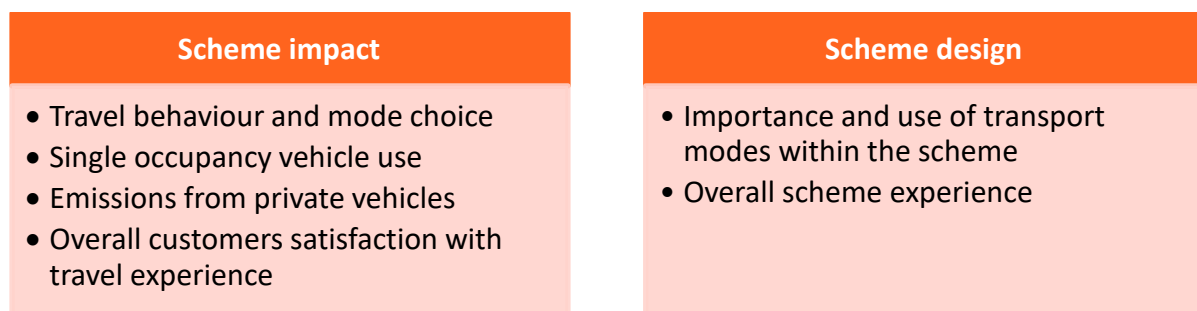 Scheme impact
• Travel behaviour and mode choice
• Single occupancy vehicle use
• Emissions from private vehicles
• Overall customers satisfaction with
travel experience
Scheme design
• Importance and use of transport
modes within the scheme
• Overall scheme experience